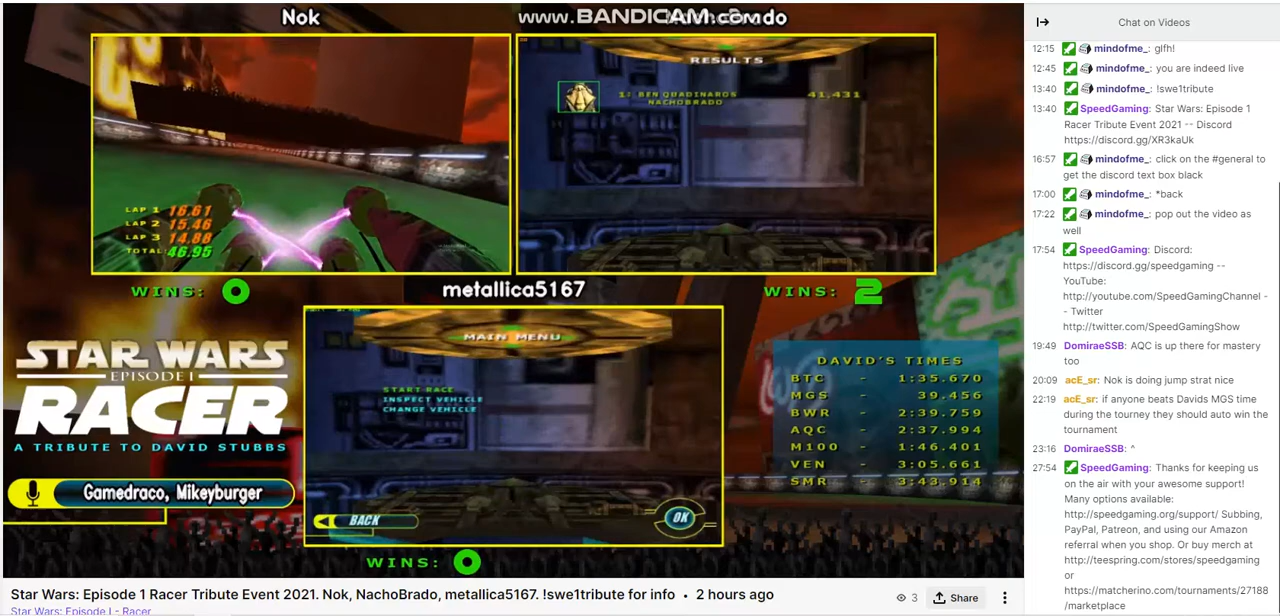 Nok
www.BANDICAM.com
NachoBrado
Chat on Videos
LAP 1 16.61
LAP 2 15.46
LAP 3 14.88
TOTAL: 46.95
RESULTS
1: BEN QUADINAROS 41,431
NACHOBRADO
WINS: 0
metallica5167
WINS: 2
MAIN MENU
START RACE
INSPECT VEHICLE
CHANGE VEHICLE
BACK
OK
WINS: 0
STAR WARS
EPISODE I
RACER
A TRIBUTE TO DAVID STUBBS
Gamedraco, Mikeyburger
DAVID'S TIMES
BTC - 1:35.670
MGS - 39.456
BWR - 2:39.759
AQC - 2:37.994
M100 - 1:46.401
VEN - 3:05.661
SMR - 3:43.914
12:15 mindofme_: glfh!
12:45 mindofme_: you are indeed live
13:40 mindofme_: !swe1tribute
13:40 SpeedGaming: Star Wars: Episode 1
Racer Tribute Event 2021 -- Discord
https://discord.gg/XR3kaUk
16:57 mindofme_: click on the #general to
get the discord text box black
17:00 mindofme_: *back
17:22 mindofme_: pop out the video as
well
17:54 SpeedGaming: Discord:
https://discord.gg/speedgaming --
YouTube:
http://youtube.com/SpeedGamingChannel -
- Twitter
http://twitter.com/SpeedGamingShow
19:49 DomiraeSSB: AQC is up there for mastery
too
20:09 acE_sr: Nok is doing jump strat nice
22:19 acE_sr: if anyone beats Davids MGS time
during the tourney they should auto win the
tournament
23:16 DomiraeSSB: ^
27:54 SpeedGaming: Thanks for keeping us
on the air with your awesome support!
Many options available:
http://speedgaming.org/support/ Subbing,
PayPal, Patreon, and using our Amazon
referral when you shop. Or buy merch at
http://teespring.com/stores/speedgaming
or
https://matcherino.com/tournaments/27188
/marketplace
Star Wars: Episode 1 Racer Tribute Event 2021. Nok, NachoBrado, metallica5167. !swe1tribute for info • 2 hours ago
3
Share
Star Wars: Episode I - Racer